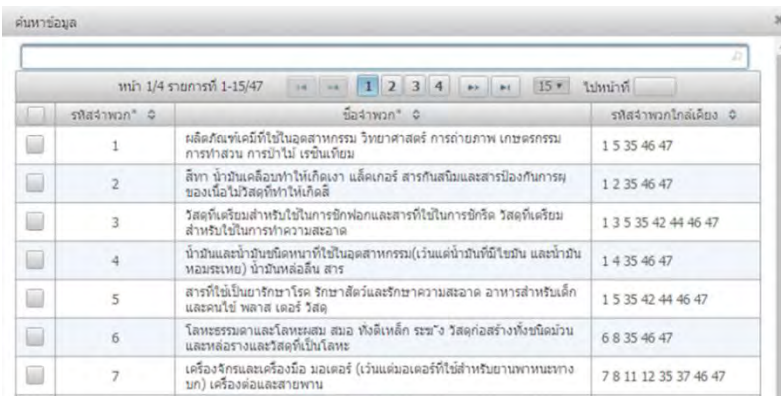 ค้นหาข้อมูล
หน้า 1/4 รายการที่ 1-15/47 1 2 3 4 15 ไปหน้าที่
รหัสจำพวก* ชื่อจำพวก* รหัสจำพวกใกล้เคียง
1 ผลิตภัณฑ์เคมีที่ใช้ในอุตสาหกรรม วิทยาศาสตร์ การถ่ายภาพ เกษตรกรรม
การทำสวน การป่าไม้ เรซินเทียม 1 5 35 46 47
2 สีทา น้ำมันเคลือบทำให้เกิดเงา แล็คเกอร์ สารกันสนิมและสารป้องกันการผุ
ของเนื้อไม้วัสดุที่ทำให้เกิดสี 1 2 35 46 47
3 วัสดุที่เตรียมสำหรับใช้ในการซักฟอกและสารที่ใช้ในการซักรีด วัสดุที่เตรียม
สำหรับใช้ในการทำความสะอาด 1 3 5 35 42 44 46 47
4 น้ำมันและน้ำมันชนิดหนาที่ใช้ในอุตสาหกรรม(เว้นแต่น้ำมันที่มีไขมัน และน้ำมัน
หอมระเหย) น้ำมันหล่อลื่น สาร 1 4 35 46 47
5 สารที่ใช้เป็นยารักษาโรค รักษาสัตว์และรักษาความสะอาด อาหารสำหรับเด็ก
และคนไข้ พลาส เตอร์ วัสดุ 1 5 35 42 44 46 47
6 โลหะธรรมดาและโลหะผสม สมอ ทั่งตีเหล็ก ระฆ ัง วัสดุก่อสร้างทั้งชนิดม้วน
และหล่อรางและวัสดุที่เป็นโลหะ 6 8 35 46 47
7 เครื่องจักรและเครื่องมือ มอเตอร์ (เว้นแต่มอเตอร์ที่ใช้สำหรับยานพาหนะทาง
บก) เครื่องต่อและสายพาน 7 8 11 12 35 37 46 47